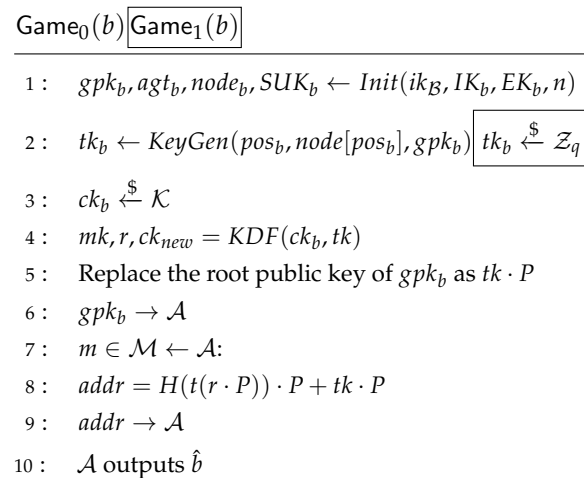 Game₀(b) Game₁(b)
1 : gpk_b, agt_b, node_b, SUK_b ← Init(ik_𝓑, IK_b, EK_b, n)
2 : tk_b ← KeyGen(pos_b, node[pos_b], gpk_b) tk_b ←$ 𝒵_q
3 : ck_b ←$ 𝒦
4 : mk, r, ck_new = KDF(ck_b, tk)
5 : Replace the root public key of gpk_b as tk · P
6 : gpk_b → 𝒜
7 : m ∈ ℳ ← 𝒜:
8 : addr = H(t(r · P)) · P + tk · P
9 : addr → 𝒜
10 : 𝒜 outputs b̂